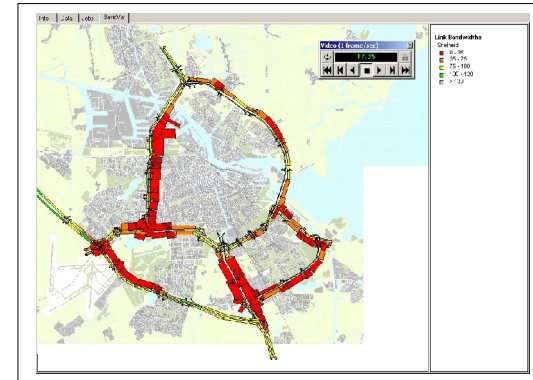 Info Data Jobs BandVar
Video (1 frame/sec)
17:35
Link Bandwidths
Snelheid
0 - 35
35 - 75
75 - 100
100 - 120